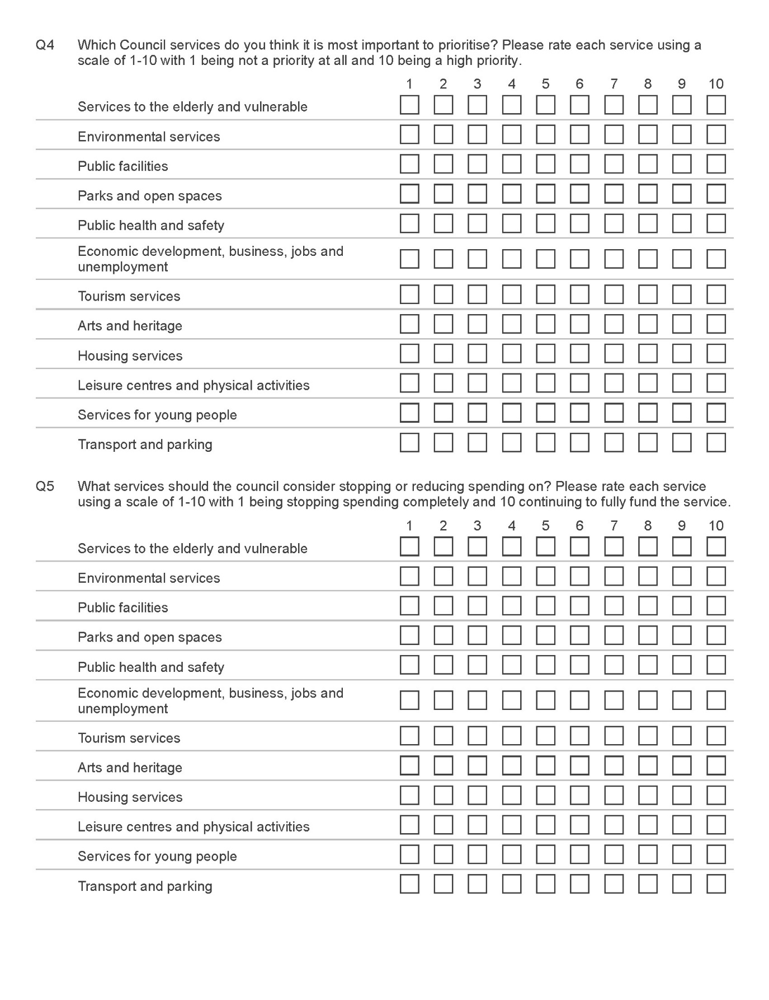 Q4 Which Council services do you think it is most important to prioritise? Please rate each service using a
scale of 1-10 with 1 being not a priority at all and 10 being a high priority.
1 2 3 4 5 6 7 8 9 10
Services to the elderly and vulnerable
Environmental services
Public facilities
Parks and open spaces
Public health and safety
Economic development, business, jobs and
unemployment
Tourism services
Arts and heritage
Housing services
Leisure centres and physical activities
Services for young people
Transport and parking
Q5 What services should the council consider stopping or reducing spending on? Please rate each service
using a scale of 1-10 with 1 being stopping spending completely and 10 continuing to fully fund the service.
1 2 3 4 5 6 7 8 9 10
Services to the elderly and vulnerable
Environmental services
Public facilities
Parks and open spaces
Public health and safety
Economic development, business, jobs and
unemployment
Tourism services
Arts and heritage
Housing services
Leisure centres and physical activities
Services for young people
Transport and parking